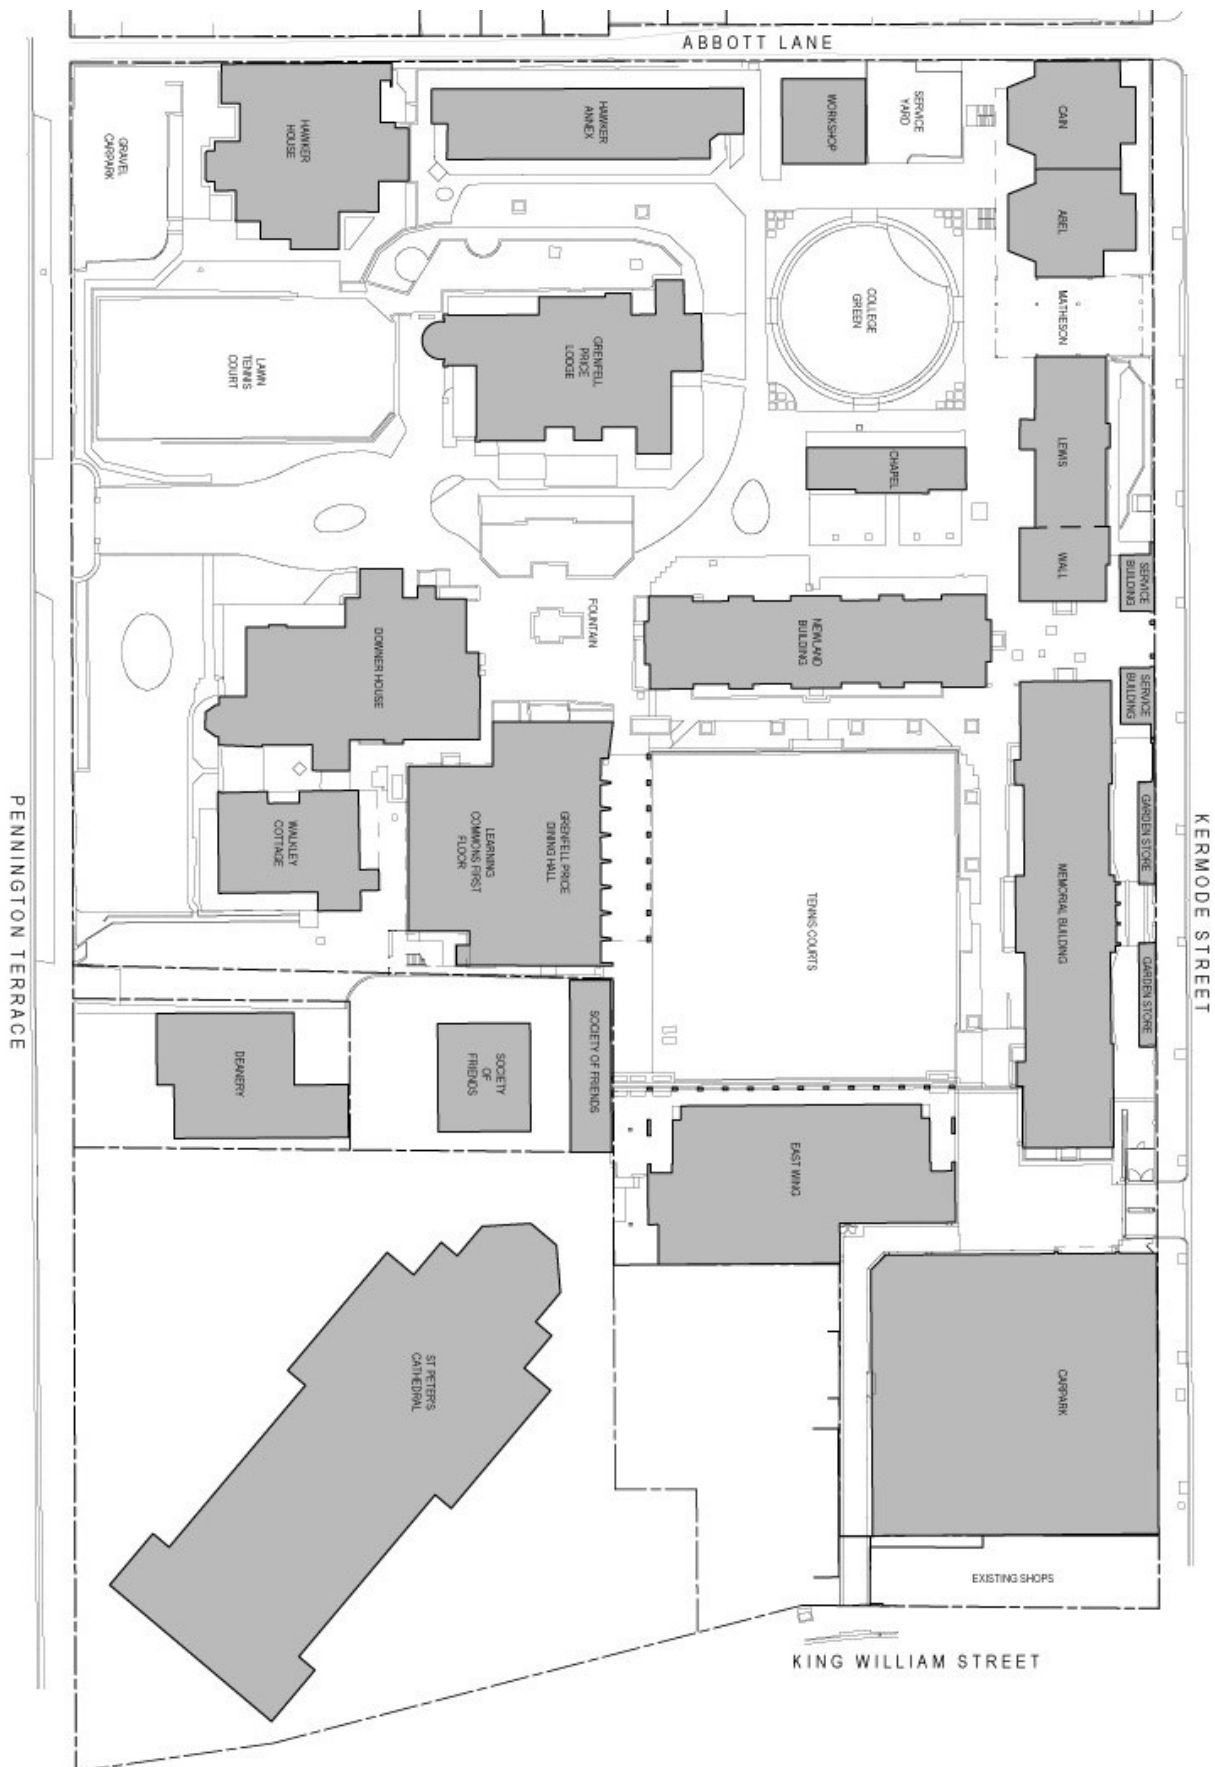 ABBOTT LANE
HAWKER
HOUSE
GRAVEL
CARPARK
HAWKER
ANNEX
WORKSHOP
SERVICE
YARD
CAIN
ABEL
MATHESON
COLLEGE
GREEN
GRENFELL
PRICE
LODGE
LAWN
TENNIS
COURT
LEWIS
CHAPEL
WALL
SERVICE
BUILDING
FOUNTAIN
NEWLAND
BUILDING
DOWNER HOUSE
SERVICE
BUILDING
WALKLEY
COTTAGE
LEARNING
COMMONS FIRST
FLOOR
GRENFELL PRICE
DINING HALL
TENNIS COURTS
MEMORIAL BUILDING
GARDEN STORE
GARDEN STORE
PENNINGTON TERRACE
KERMODE STREET
DEANERY
SOCIETY
OF
FRIENDS
SOCIETY OF FRIENDS
EAST WING
ST PETER'S
CATHEDRAL
CARPARK
EXISTING SHOPS
KING WILLIAM STREET